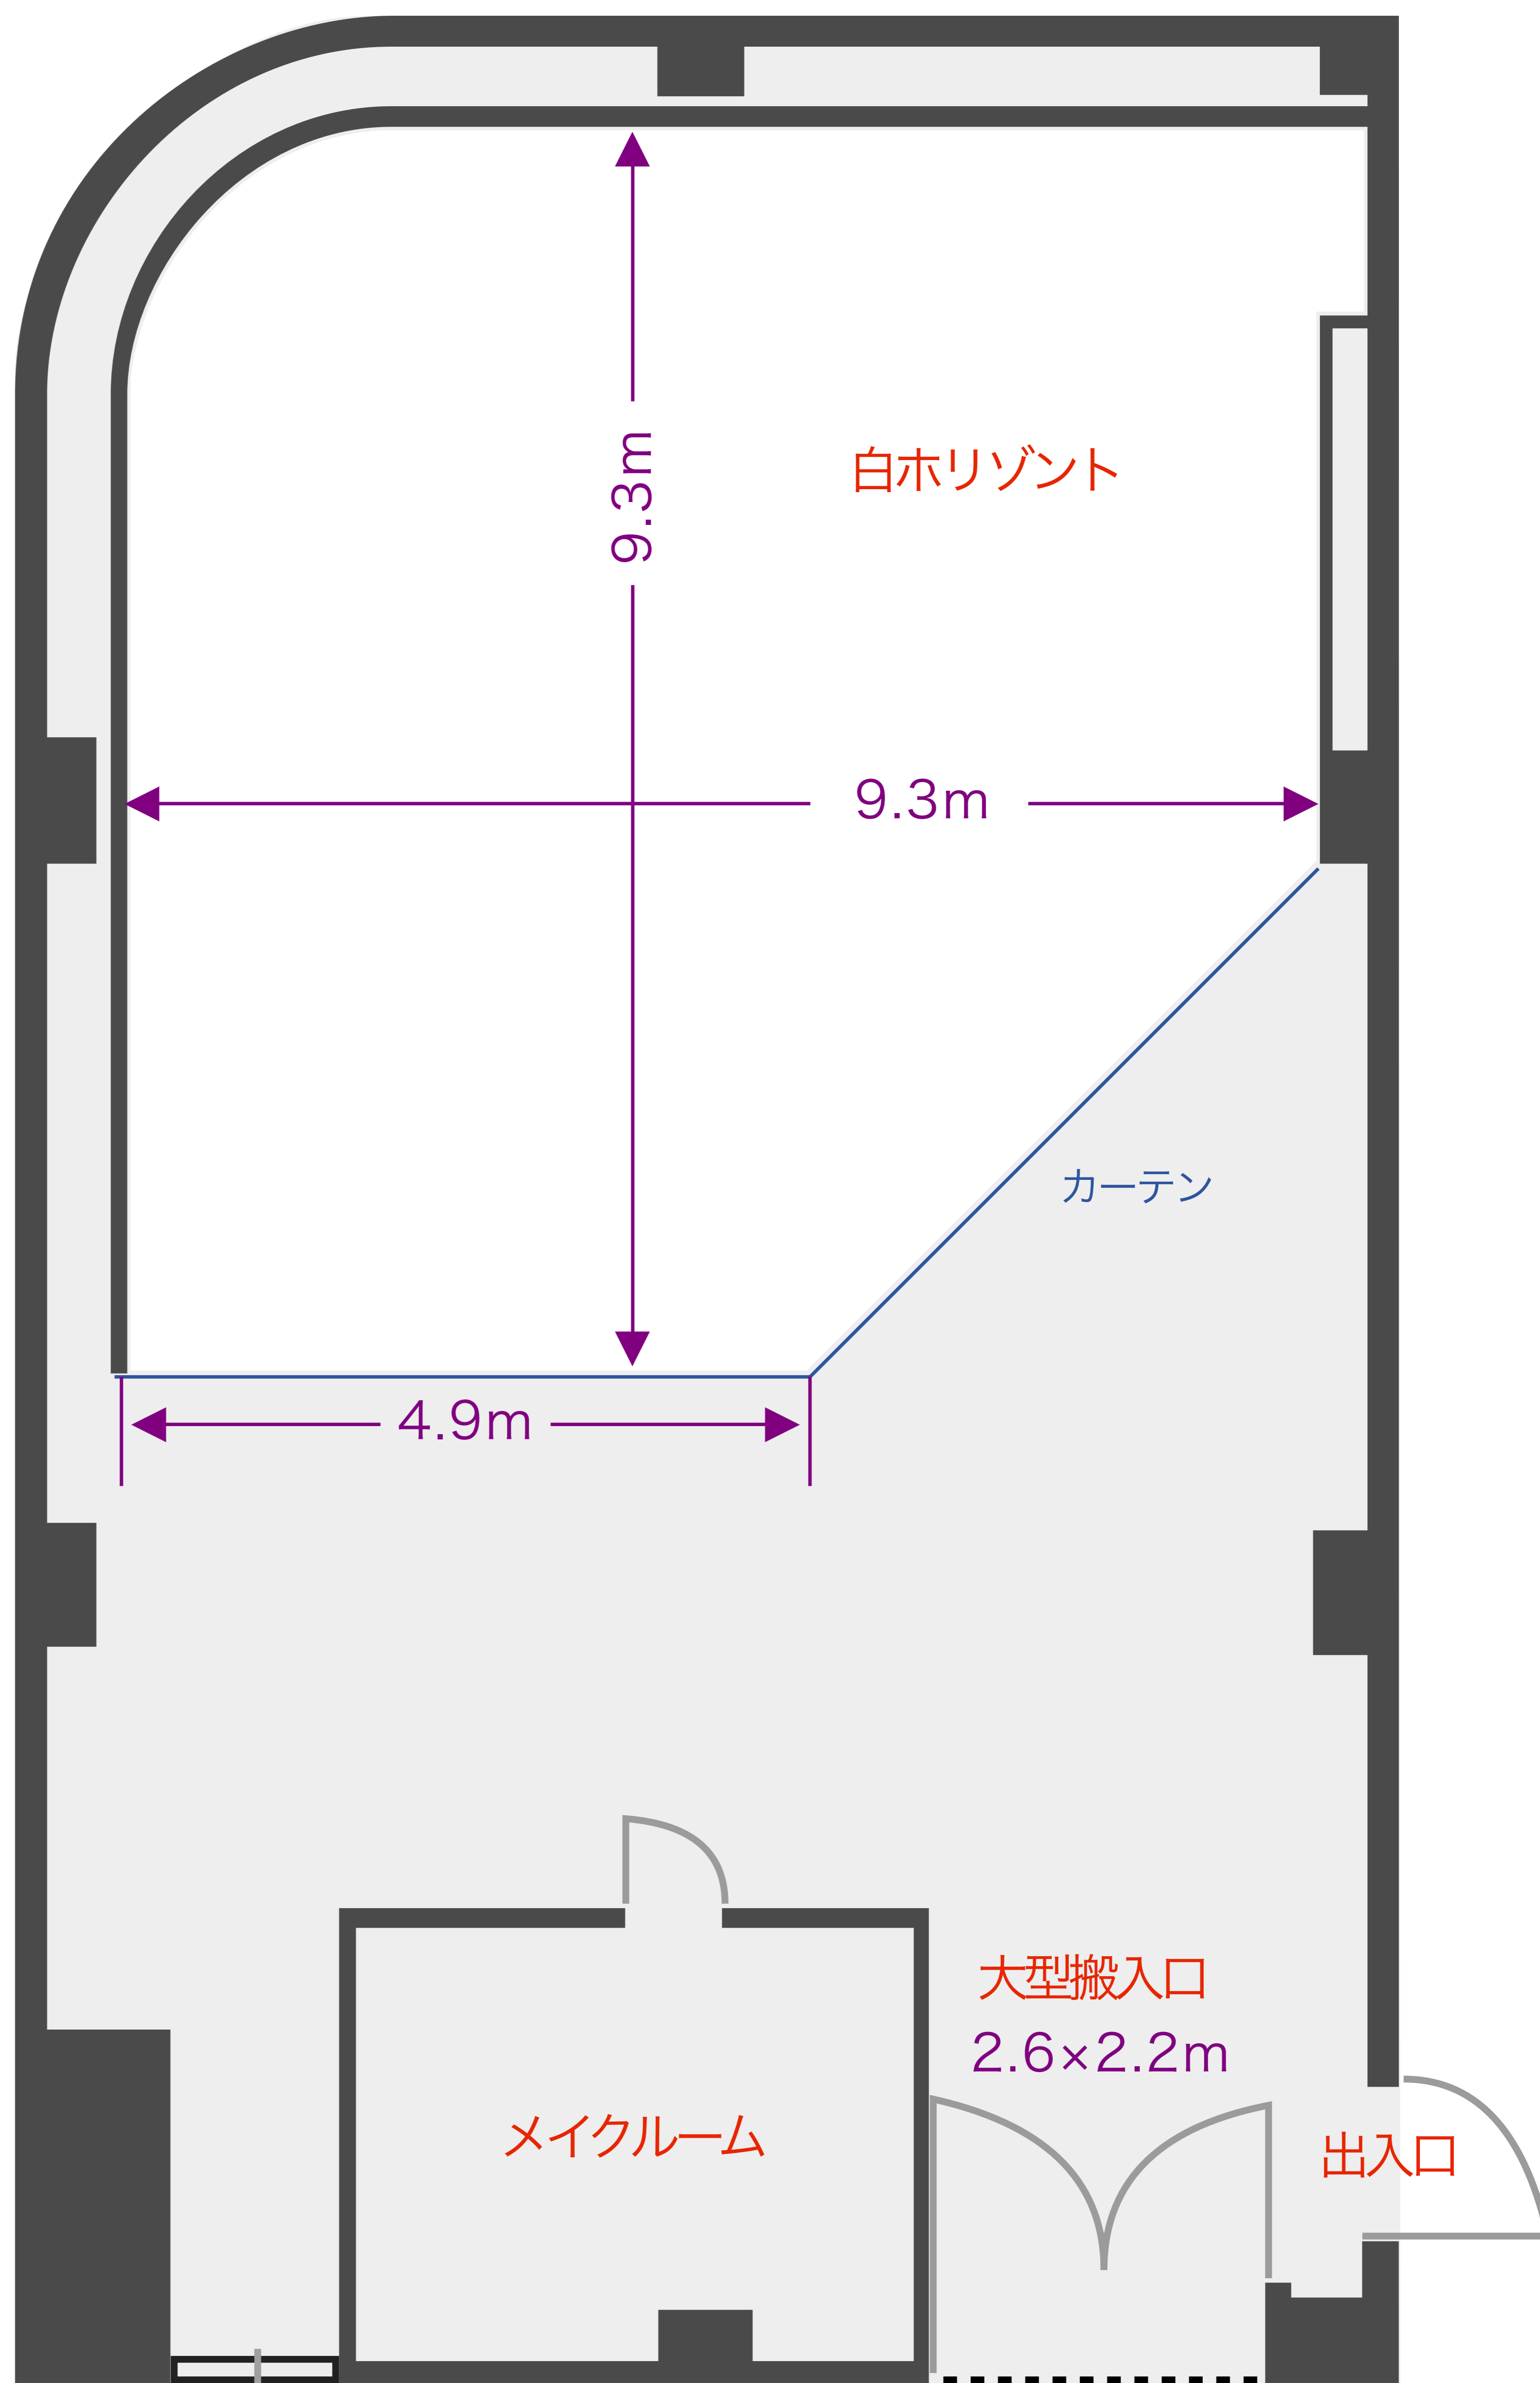 9.3m
白ホリゾント
9.3m
カーテン
4.9m
大型搬入口
2.6×2.2m
メイクルーム
出入口